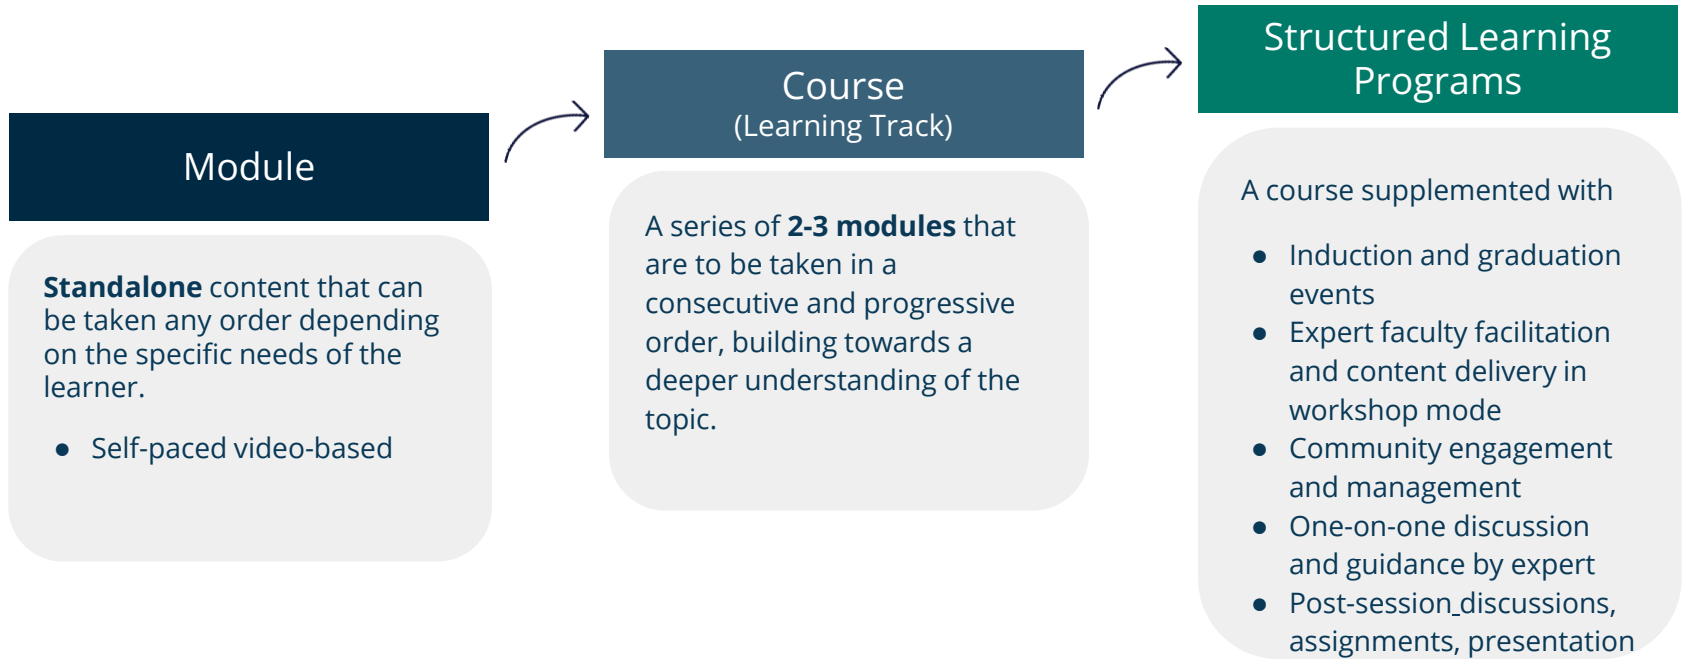 Module
Standalone content that can
be taken any order depending
on the specific needs of the
learner.
● Self-paced video-based
Course
(Learning Track)
A series of 2-3 modules that
are to be taken in a
consecutive and progressive
order, building towards a
deeper understanding of the
topic.
Structured Learning
Programs
A course supplemented with
● Induction and graduation
events
● Expert faculty facilitation
and content delivery in
workshop mode
● Community engagement
and management
● One-on-one discussion
and guidance by expert
● Post-session discussions,
assignments, presentation